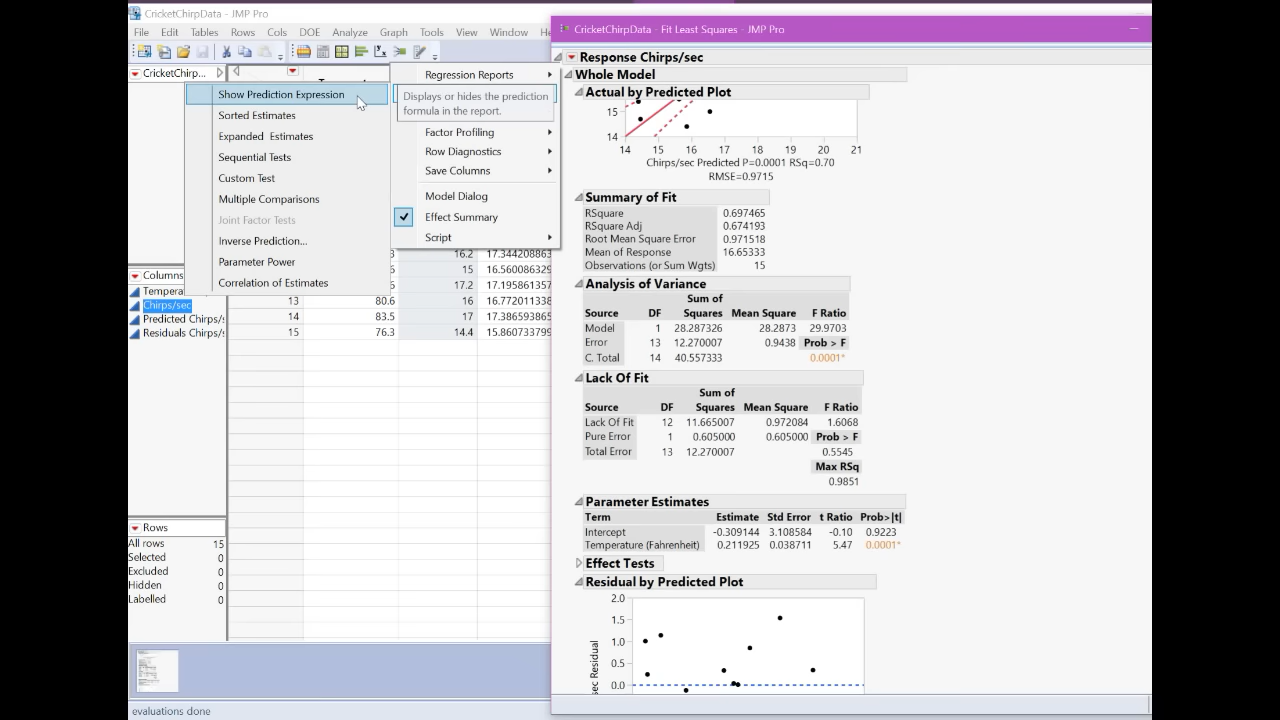 CricketChirpData - JMP Pro
File Edit Tables Rows Cols DOE Analyze Graph Tools View Window He
CricketChirp...
Show Prediction Expression
Sorted Estimates
Expanded Estimates
Sequential Tests
Custom Test
Multiple Comparisons
Joint Factor Tests
Inverse Prediction...
Parameter Power
Correlation of Estimates
Regression Reports
Displays or hides the prediction
formula in the report.
Factor Profiling
Row Diagnostics
Save Columns
Model Dialog
Effect Summary
Script
16.2 17.344208863
15 16.560086329
17.2 17.195861357
13 80.6 16 16.772011338
14 83.5 17 17.386593865
15 76.3 14.4 15.860733799
Columns
Tempera
Chirps/sec
Predicted Chirps/s
Residuals Chirps/s
Rows
All rows 15
Selected 0
Excluded 0
Hidden 0
Labelled 0
evaluations done
CricketChirpData - Fit Least Squares - JMP Pro
Response Chirps/sec
Whole Model
Actual by Predicted Plot
15
14
14 15 16 17 18 19 20 21
Chirps/sec Predicted P=0.0001 RSq=0.70
RMSE=0.9715
Summary of Fit
RSquare 0.697465
RSquare Adj 0.674193
Root Mean Square Error 0.971518
Mean of Response 16.65333
Observations (or Sum Wgts) 15
Analysis of Variance
Sum of
Source DF Squares Mean Square F Ratio
Model 1 28.287326 28.2873 29.9703
Error 13 12.270007 0.9438 Prob > F
C. Total 14 40.557333 0.0001*
Lack Of Fit
Sum of
Source DF Squares Mean Square F Ratio
Lack Of Fit 12 11.665007 0.972084 1.6068
Pure Error 1 0.605000 0.605000 Prob > F
Total Error 13 12.270007 0.5545
Max RSq
0.9851
Parameter Estimates
Term Estimate Std Error t Ratio Prob>|t|
Intercept -0.309144 3.108584 -0.10 0.9223
Temperature (Fahrenheit) 0.211925 0.038711 5.47 0.0001*
Effect Tests
Residual by Predicted Plot
2.0
1.5
1.0
0.5
0.0
sec Residual